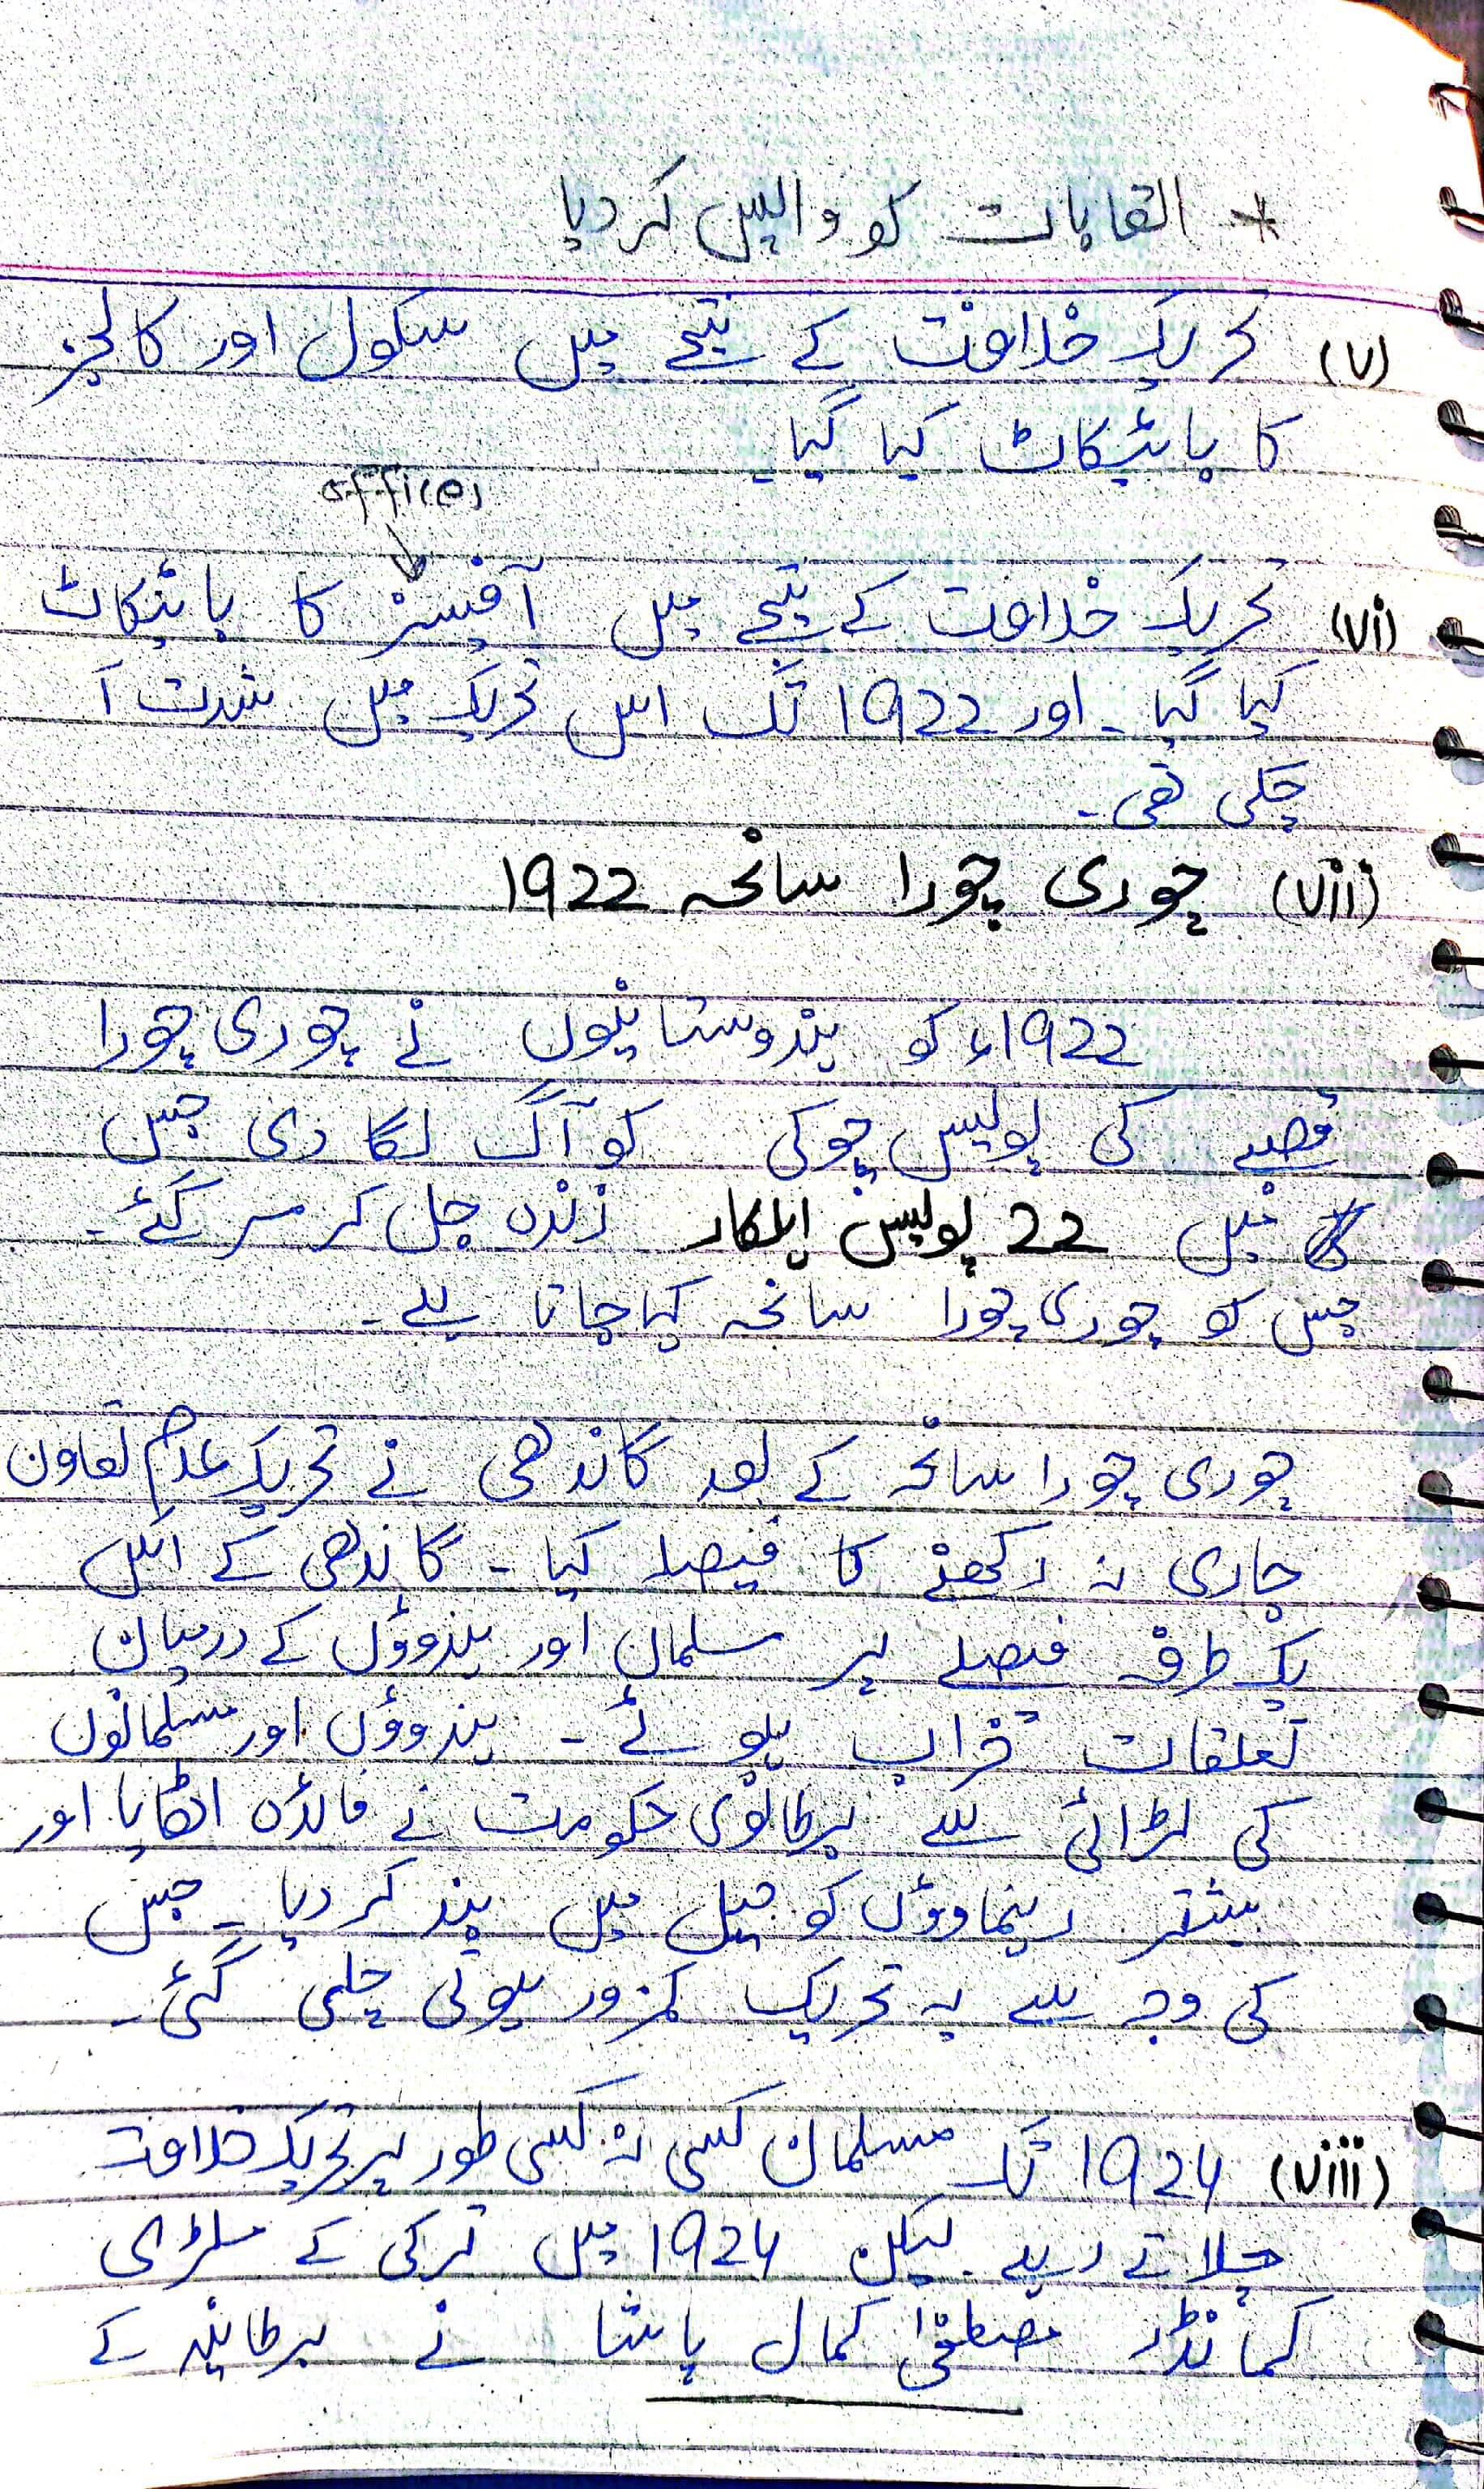 * القابات کو واپس کر دیا
(v) تحریک خلافت کے نتیجے میں سکول اور کالجز
کا بائیکاٹ کیا گیا۔
offices
(vi) تحریک خلافت کے نتیجے میں آفیسز کا بائیکاٹ
کیا گیا۔ اور 1922 تک اس تحریک میں شدت آ
چکی تھی۔
(vii) چوری چورا سانحہ 1922
1922ء کو ہندوستانیوں نے چوری چورا
قصبے کی پولیس چوکی کو آگ لگا دی جس
میں 22 پولیس اہلکار زندہ جل کر مر گئے۔
جس کو چوری چورا سانحہ کہا جاتا ہے۔
چوری چورا سانحہ کے بعد گاندھی نے تحریک عدم تعاون
جاری نہ رکھنے کا فیصلہ کیا۔ گاندھی کے اس
یک طرفہ فیصلے پر مسلمان اور ہندوؤں کے درمیان
تعلقات خراب ہوئے۔ ہندوؤں اور مسلمانوں
کی لڑائی سے برطانوی حکومت نے فائدہ اٹھایا اور
بیشتر رہنماوؤں کو جیل میں بند کر دیا۔ جس
کی وجہ سے یہ تحریک کمزور ہوتی چلی گئی۔
(viii) 1924 تک مسلمان کسی نہ کسی طور پر تحریک خلافت
چلاتے رہے۔ لیکن 1924 میں ترکی کے ملٹری
کمانڈر مصطفیٰ کمال پاشا نے برطانیہ کے